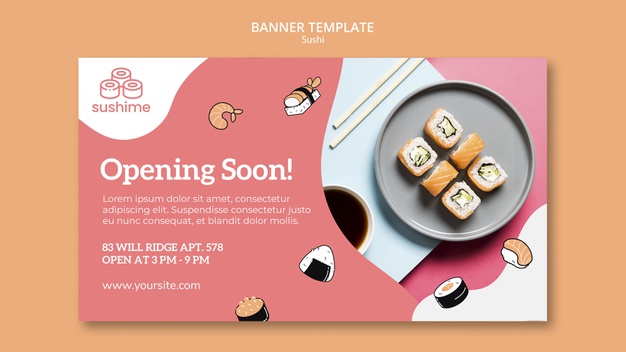 BANNER TEMPLATE
Sushi
sushime
Opening Soon!
Lorem ipsum dolor sit amet, consectetur
adipiscing elit. Suspendisse consectetur justo
eu nunc consequat, et blandit dolor mollis.
83 WILL RIDGE APT. 578
OPEN AT 3 PM - 9 PM
www.yoursite.com